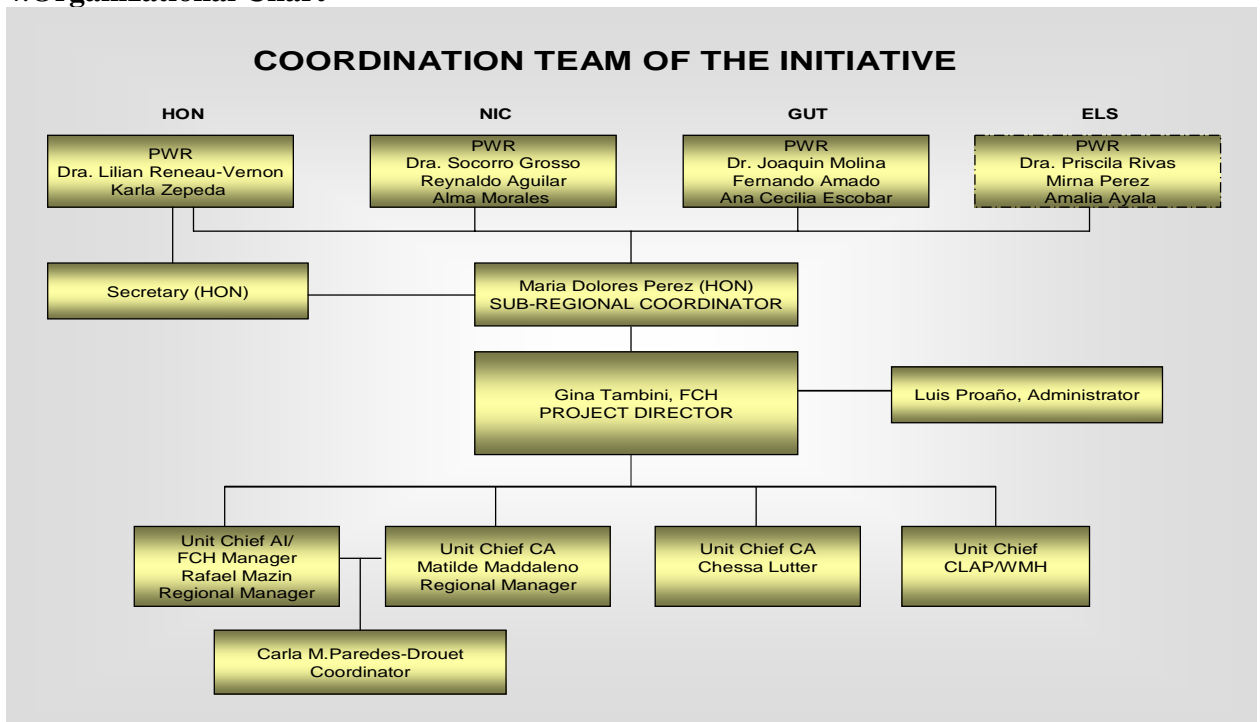 COORDINATION TEAM OF THE INITIATIVE
HON
NIC
GUT
ELS
PWR
Dra. Lilian Reneau-Vernon
Karla Zepeda
PWR
Dra. Socorro Grosso
Reynaldo Aguilar
Alma Morales
PWR
Dr. Joaquin Molina
Fernando Amado
Ana Cecilia Escobar
PWR
Dra. Priscila Rivas
Mirna Perez
Amalia Ayala
Secretary (HON)
Maria Dolores Perez (HON)
SUB-REGIONAL COORDINATOR
Gina Tambini, FCH
PROJECT DIRECTOR
Luis Proaño, Administrator
Unit Chief AI/
FCH Manager
Rafael Mazin
Regional Manager
Unit Chief CA
Matilde Maddaleno
Regional Manager
Unit Chief CA
Chessa Lutter
Unit Chief
CLAP/WMH
Carla M.Paredes-Drouet
Coordinator